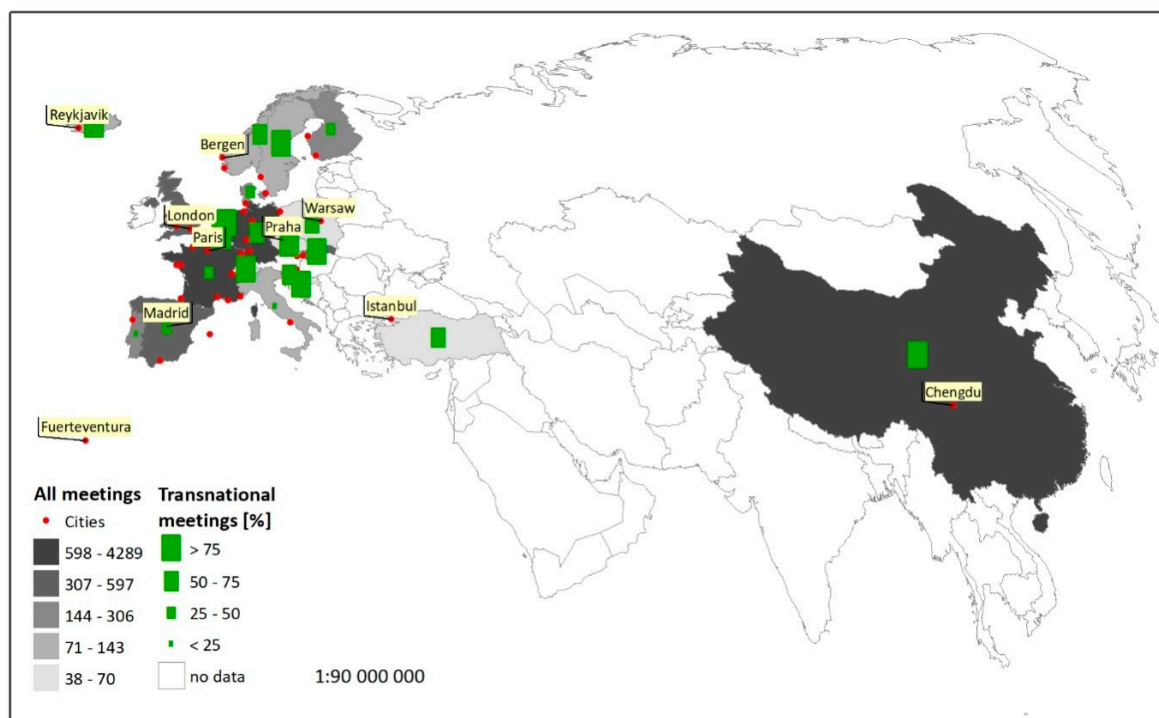 Reykjavik
Bergen
London
Warsaw
Praha
Paris
Madrid
Istanbul
Chengdu
Fuerteventura
All meetings
Cities
598 - 4289
307 - 597
144 - 306
71 - 143
38 - 70
Transnational
meetings [%]
> 75
50 - 75
25 - 50
< 25
no data
1:90 000 000